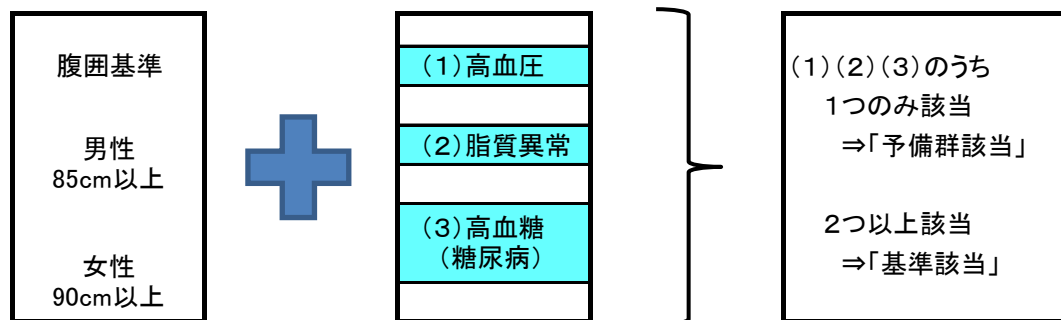 腹囲基準
男性
85cm以上
女性
90cm以上
(1)高血圧
(2)脂質異常
(3)高血糖
(糖尿病)
(1)(2)(3)のうち
1つのみ該当
⇒「予備群該当」
2つ以上該当
⇒「基準該当」